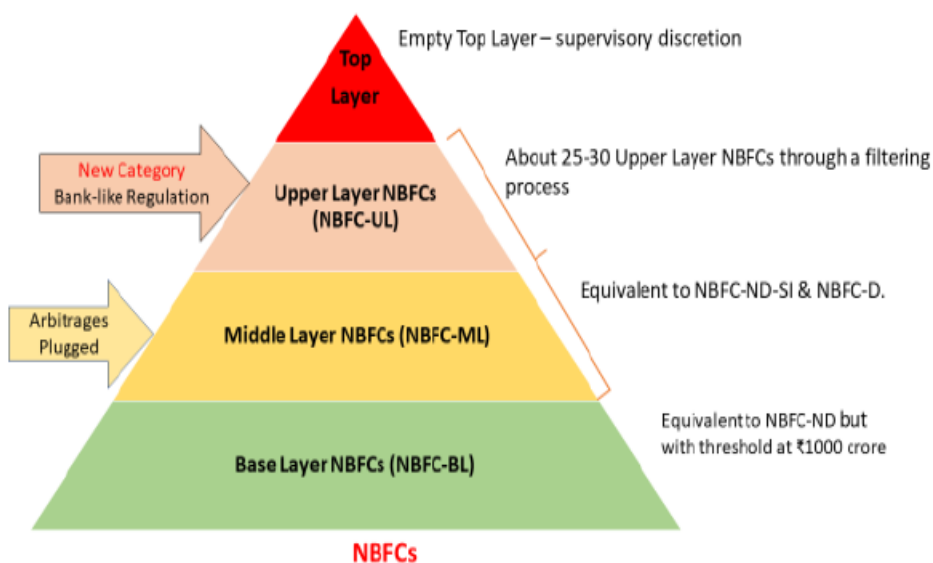 Empty Top Layer – supervisory discretion
Top
Layer
New Category
Bank-like Regulation
Upper Layer NBFCs
(NBFC-UL)
About 25-30 Upper Layer NBFCs through a filtering
process
Equivalent to NBFC-ND-SI & NBFC-D.
Arbitrages
Plugged
Middle Layer NBFCs (NBFC-ML)
Equivalent to NBFC-ND but
with threshold at ₹1000 crore
Base Layer NBFCs (NBFC-BL)
NBFCs